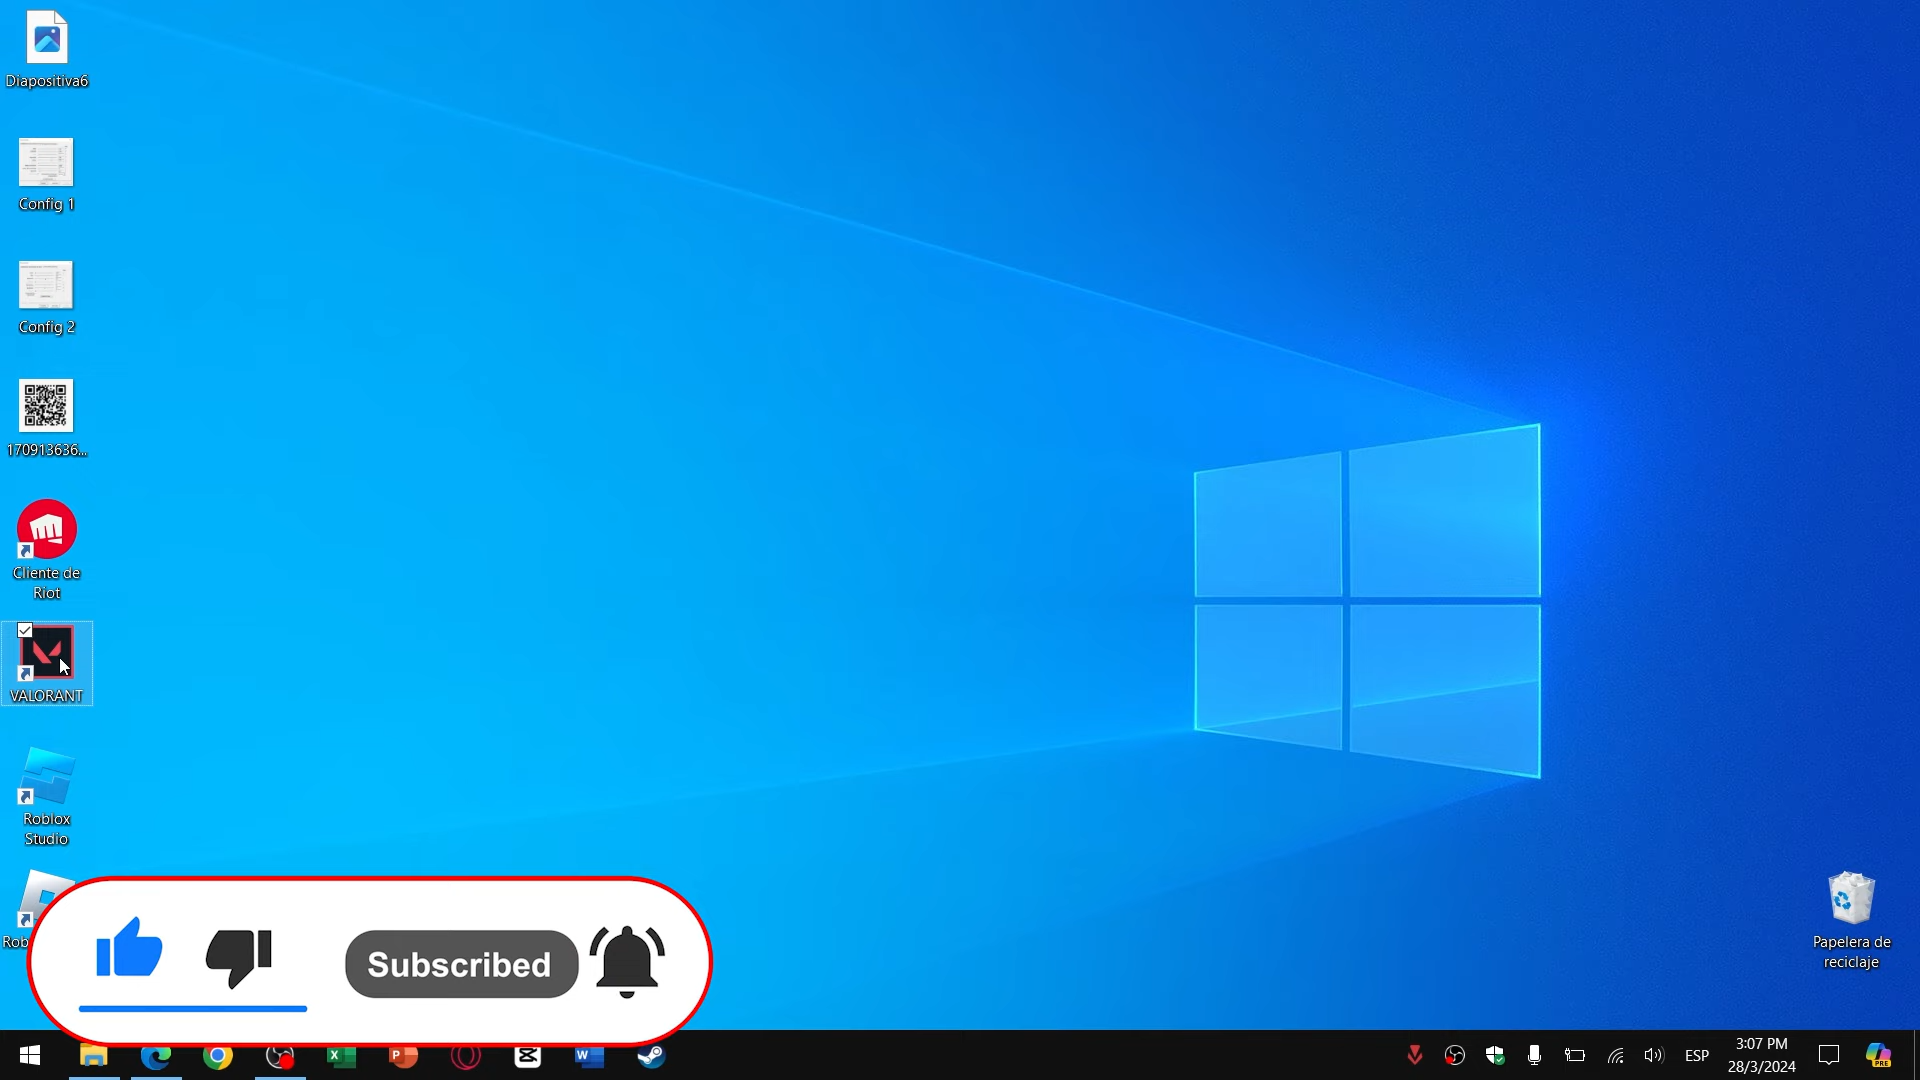 Diapositiva6
Config 1
Config 2
170913636...
Cliente de
Riot
VALORANT
Roblox
Studio
Subscribed
Papelera de
reciclaje
ESP
3:07 PM
28/3/2024
PRE